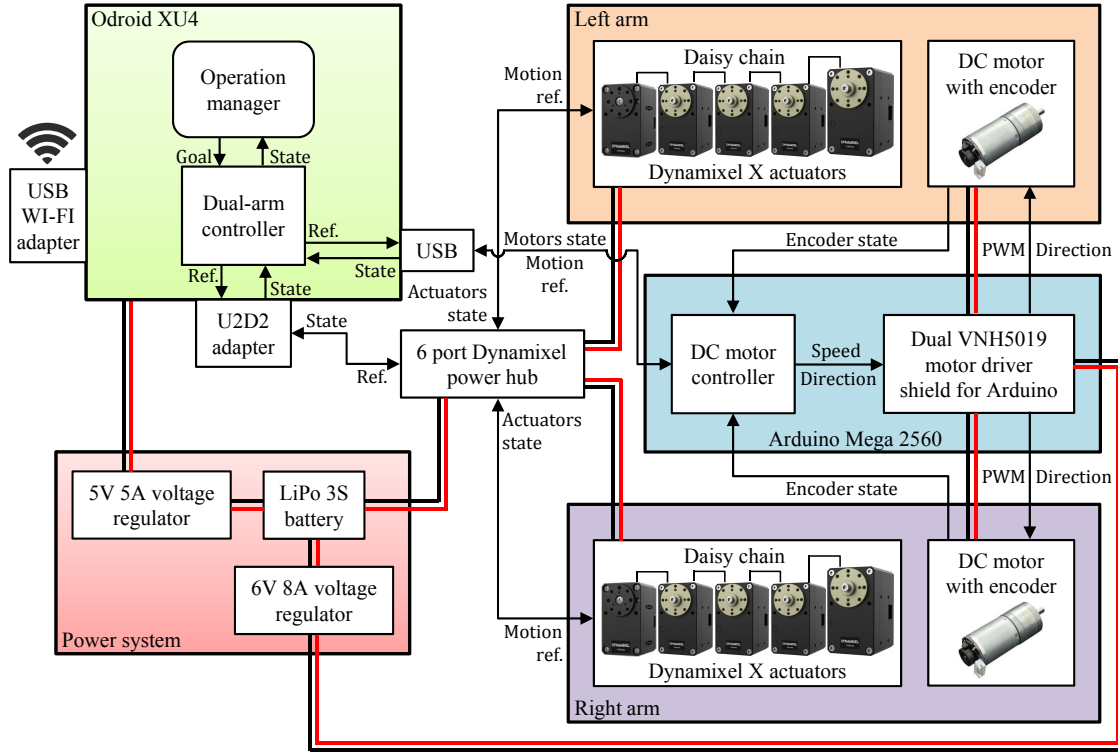 Odroid XU4
Operation
manager
Goal
State
Dual-arm
controller
Ref.
State
Ref.
State
USB
WI-FI
adapter
USB
U2D2
adapter
State
Ref.
Motors state
Motion
ref.
Actuators
state
6 port Dynamixel
power hub
Actuators
state
Left arm
Motion
ref.
Daisy chain
Dynamixel X actuators
DC motor
with encoder
Encoder state
PWM
Direction
DC motor
controller
Speed
Direction
Dual VNH5019
motor driver
shield for Arduino
Arduino Mega 2560
Encoder state
PWM
Direction
5V 5A voltage
regulator
LiPo 3S
battery
6V 8A voltage
regulator
Power system
Motion
ref.
Daisy chain
Dynamixel X actuators
DC motor
with encoder
Right arm